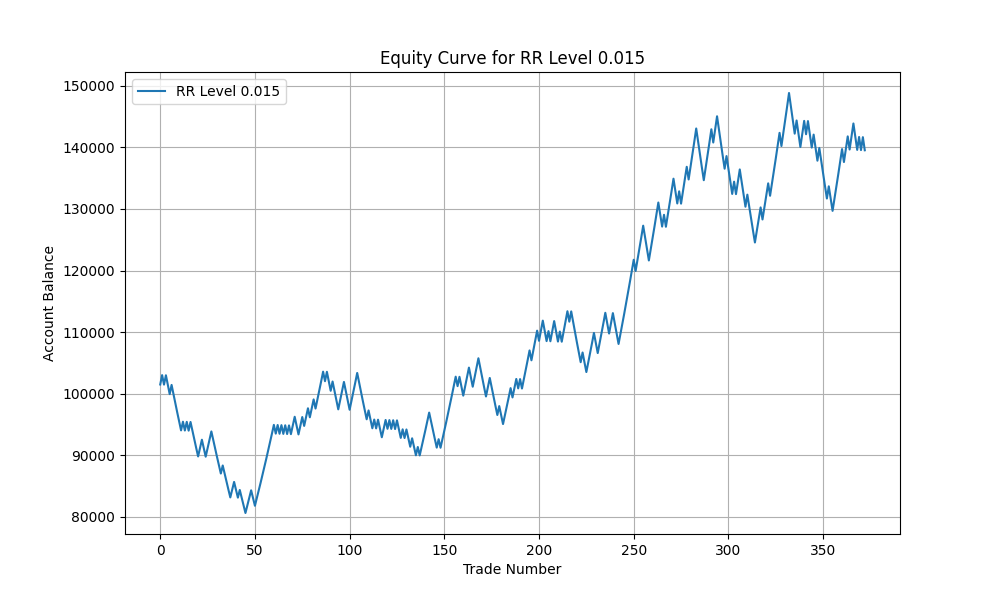 Equity Curve for RR Level 0.015
RR Level 0.015
Account Balance
150000
140000
130000
120000
110000
100000
90000
80000
0 50 100 150 200 250 300 350
Trade Number